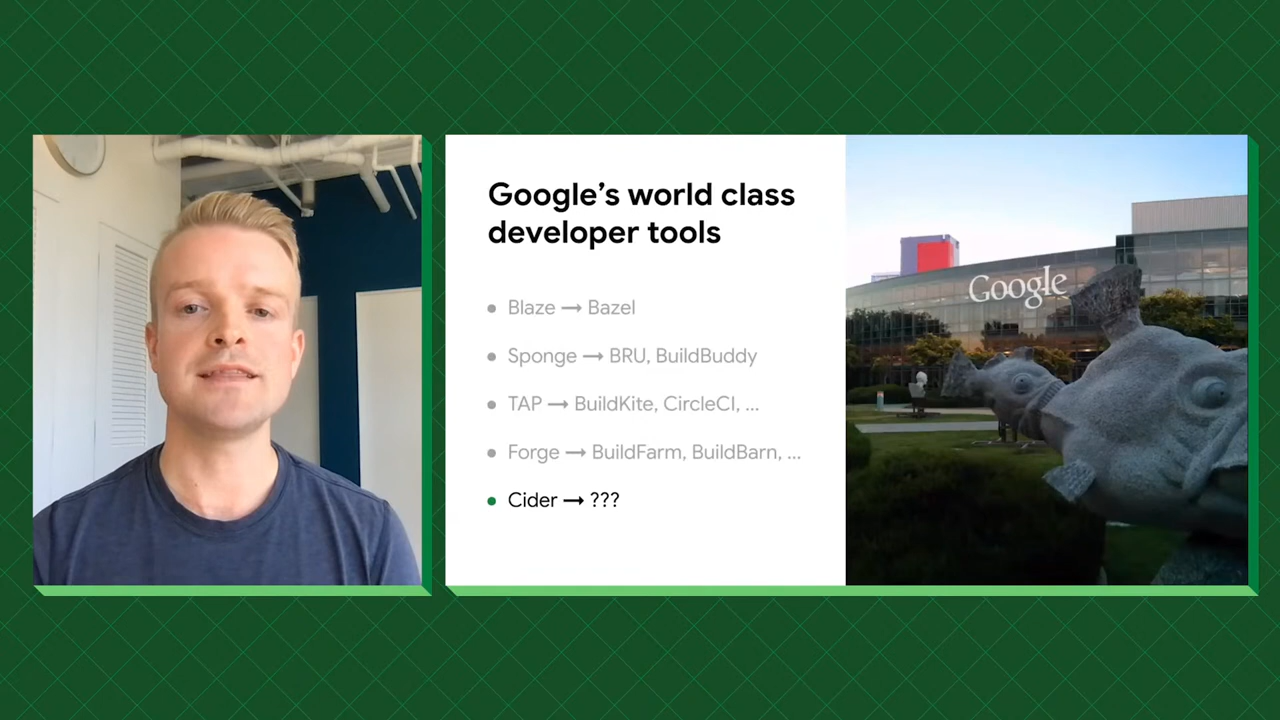 Google’s world class
developer tools
Blaze → Bazel
Sponge → BRU, BuildBuddy
TAP → BuildKite, CircleCI, ...
Forge → BuildFarm, BuildBarn, ...
Cider → ???
Google